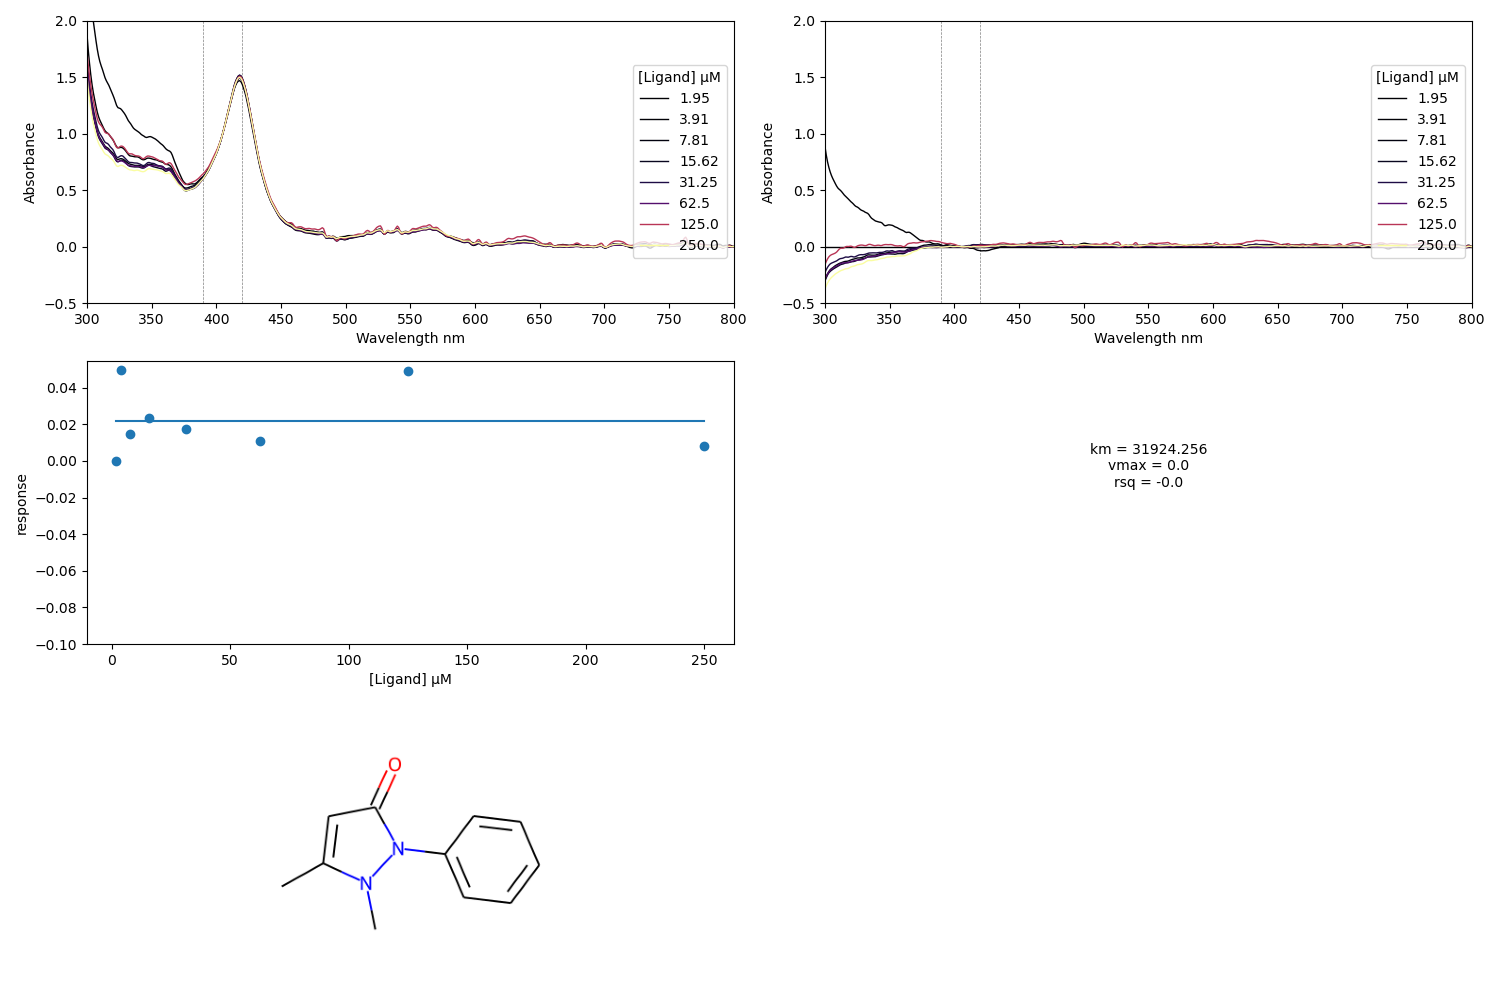 2.0
1.5
1.0
0.5
0.0
−0.5
Absorbance
300 350 400 450 500 550 600 650 700 750 800
Wavelength nm
[Ligand] μM
1.95
3.91
7.81
15.62
31.25
62.5
125.0
250.0
2.0
1.5
1.0
0.5
0.0
−0.5
Absorbance
300 350 400 450 500 550 600 650 700 750 800
Wavelength nm
[Ligand] μM
1.95
3.91
7.81
15.62
31.25
62.5
125.0
250.0
0.04
0.02
0.00
−0.02
−0.04
−0.06
−0.08
−0.10
response
0 50 100 150 200 250
[Ligand] μM
km = 31924.256
vmax = 0.0
rsq = -0.0
O
N
N